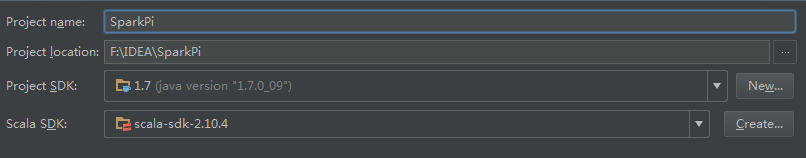 Project name: SparkPi
Project location: F:\IDEA\SparkPi ...
Project SDK: 1.7 (java version "1.7.0_09") New...
Scala SDK: scala-sdk-2.10.4 Create...